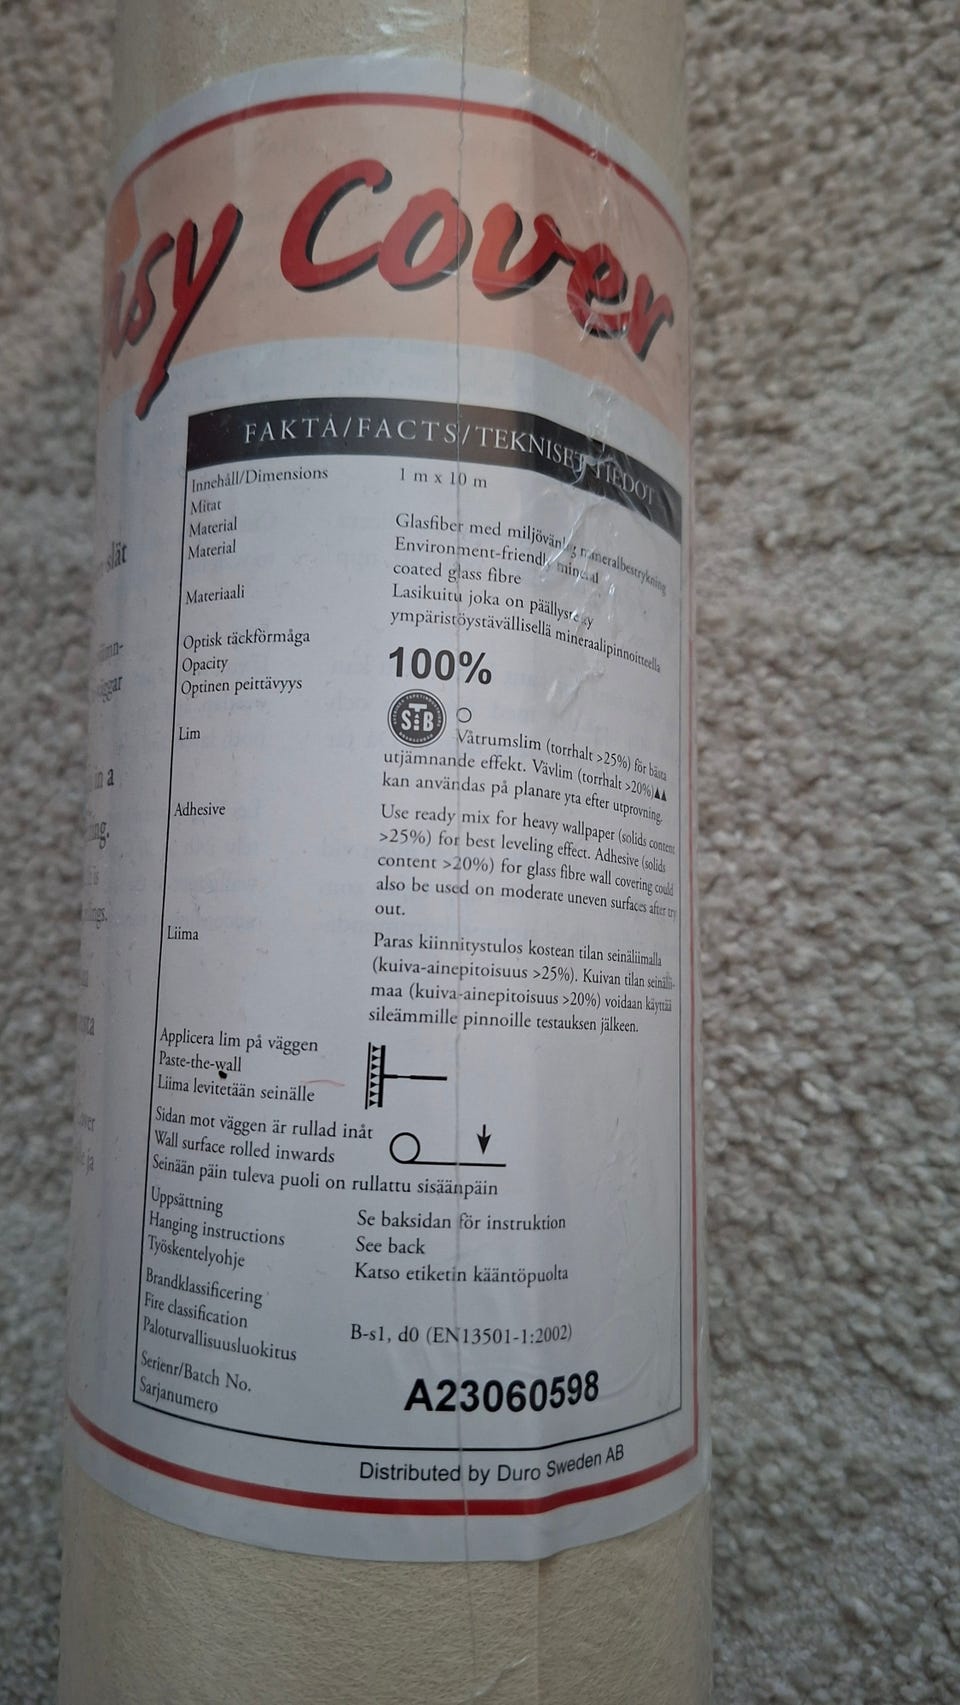 sy Cover
FAKTA/FACTS/TEKNISET TIEDOT
Innehåll/Dimensions 1 m x 10 m
Mitat
Material Glasfiber med miljövänlig mineralbestrykning
Material Environment-friendly mineral
coated glass fibre
Materiaali Lasikuitu joka on päällystetty
ympäristöystävällisellä mineraalipinnoitteella
Optisk täckförmåga
Opacity 100%
Optinen peittävyys
STiB
Lim Våtrumslim (torrhalt >25%) för bästa
utjämnande effekt. Vävlim (torrhalt >20%)
kan användas på planare yta efter utprovning.
Adhesive Use ready mix for heavy wallpaper (solids content
>25%) for best leveling effect. Adhesive (solids
content >20%) for glass fibre wall covering could
also be used on moderate uneven surfaces after try
out.
Liima Paras kiinnitystulos kostean tilan seinäliimalla
(kuiva-ainepitoisuus >25%). Kuivan tilan seinälii-
maa (kuiva-ainepitoisuus >20%) voidaan käyttää
sileämmille pinnoille testauksen jälkeen.
Applicera lim på väggen
Paste-the-wall
Liima levitetään seinälle
Sidan mot väggen är rullad inåt
Wall surface rolled inwards
Seinään päin tuleva puoli on rullattu sisäänpäin
Uppsättning Se baksidan för instruktion
Hanging instructions See back
Työskentelyohje Katso etiketin kääntöpuolta
Brandklassificering
Fire classification B-s1, d0 (EN13501-1:2002)
Paloturvallisuusluokitus
Serienr/Batch No. A23060598
Sarjanumero
Distributed by Duro Sweden AB